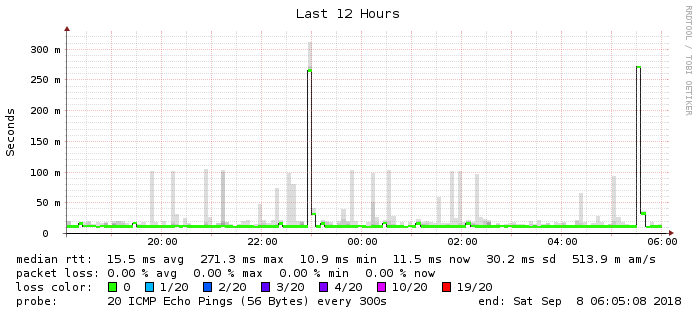 Last 12 Hours
RRDTOOL / TOBI OETIKER
Seconds
300 m
250 m
200 m
150 m
100 m
50 m
0
20:00 22:00 00:00 02:00 04:00 06:00
median rtt: 15.5 ms avg 271.3 ms max 10.9 ms min 11.5 ms now 30.2 ms sd 513.9 m am/s
packet loss: 0.00 % avg 0.00 % max 0.00 % min 0.00 % now
loss color: 0 1/20 2/20 3/20 4/20 10/20 19/20
probe: 20 ICMP Echo Pings (56 Bytes) every 300s end: Sat Sep 8 06:05:08 2018